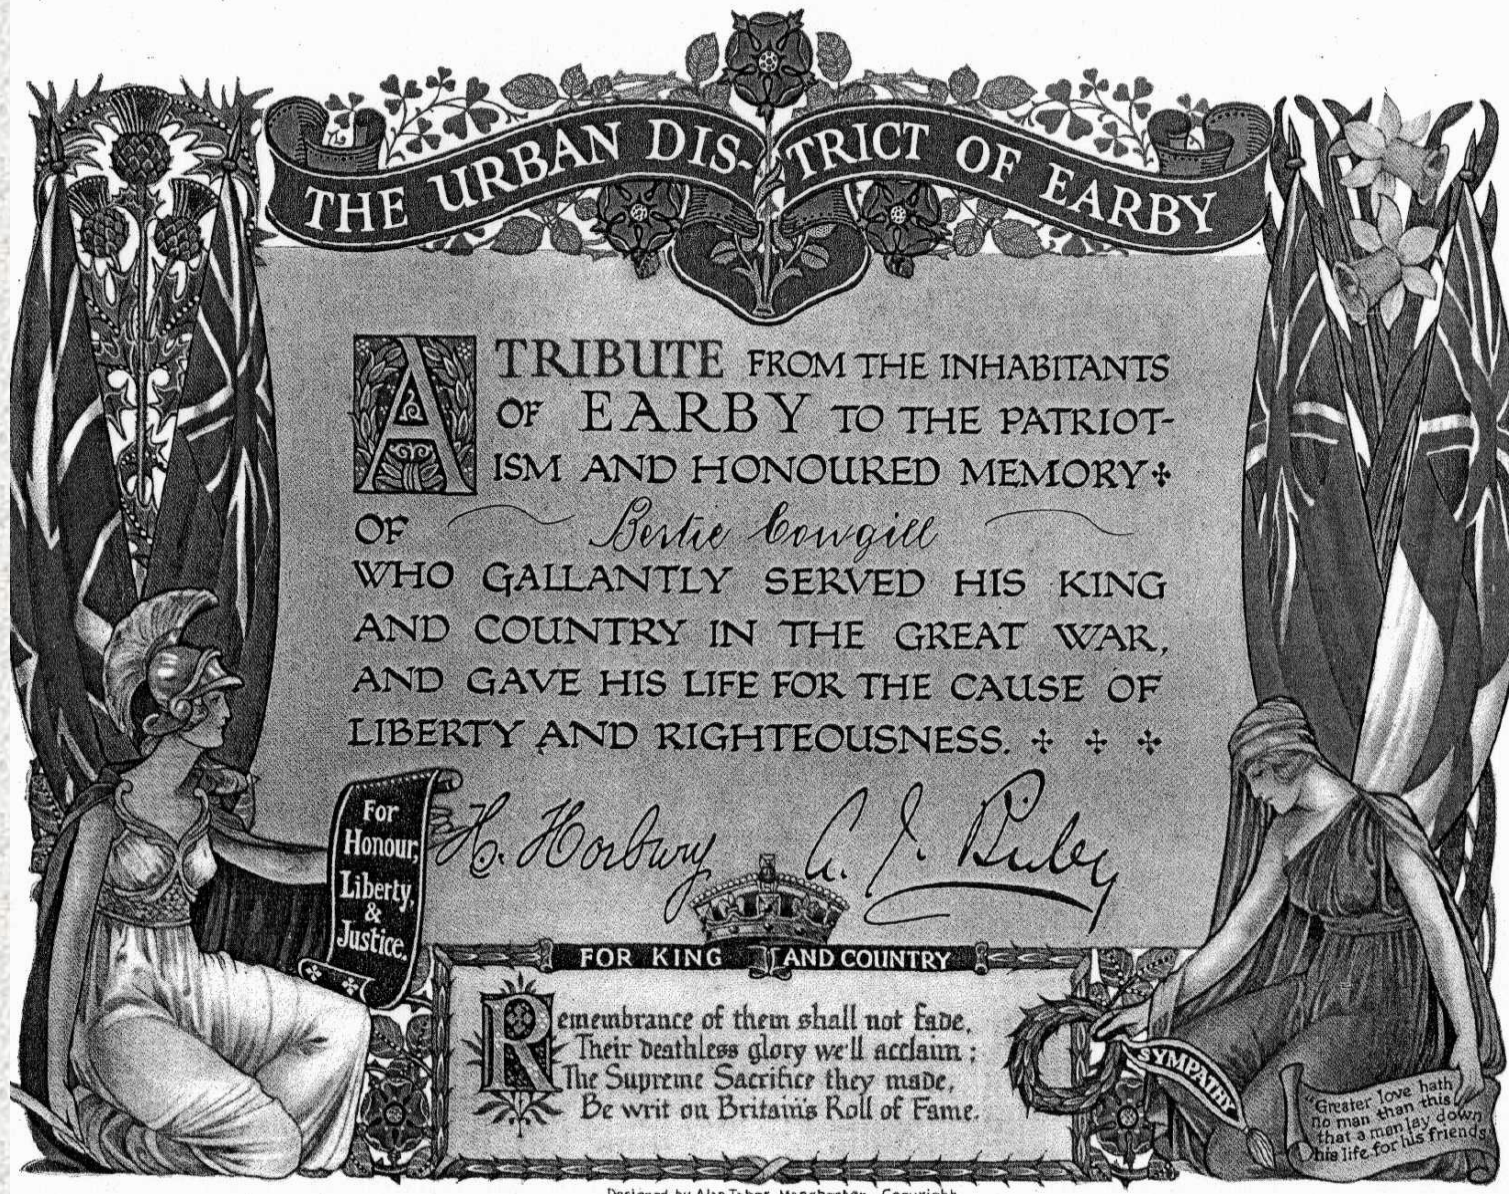 THE URBAN DIS-TRICT OF EARBY
A TRIBUTE FROM THE INHABITANTS
OF EARBY TO THE PATRIOT-
ISM AND HONOURED MEMORY
OF Bertie Cowgill
WHO GALLANTLY SERVED HIS KING
AND COUNTRY IN THE GREAT WAR,
AND GAVE HIS LIFE FOR THE CAUSE OF
LIBERTY AND RIGHTEOUSNESS.
H. Horbury A. J.
For
Honour,
Liberty,
&
Justice.
FOR KING AND COUNTRY
Remembrance of them shall not fade,
Their deathless glory we'll acclaim;
The Supreme Sacrifice they made,
Be writ on Britain's Roll of Fame.
SYMPATHY
"Greater love hath
no man than this,
that a man lay down
his life for his friends
Designed by Manchester. Copyright